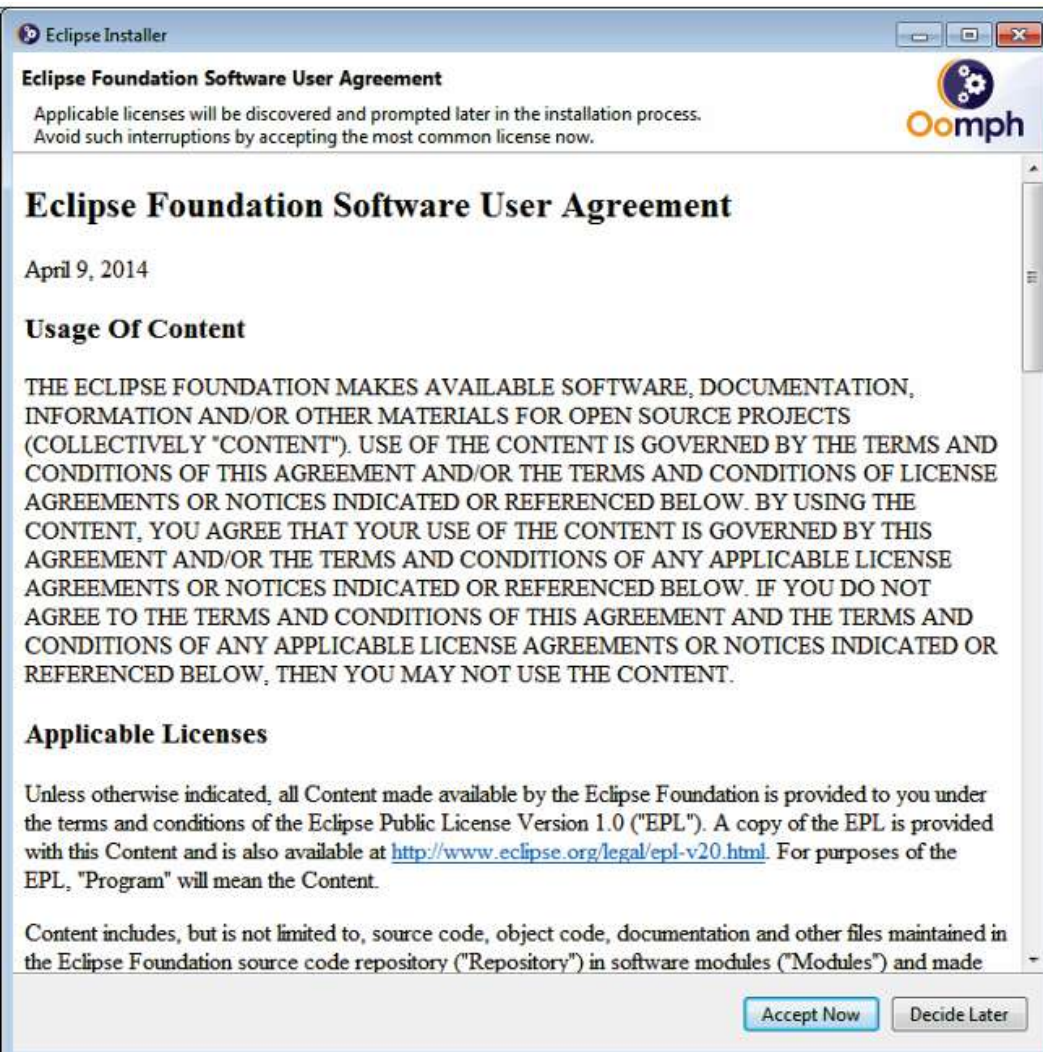 Eclipse Installer
Eclipse Foundation Software User Agreement
Applicable licenses will be discovered and prompted later in the installation process.
Avoid such interruptions by accepting the most common license now.
Oomph
Eclipse Foundation Software User Agreement
April 9, 2014
Usage Of Content
THE ECLIPSE FOUNDATION MAKES AVAILABLE SOFTWARE, DOCUMENTATION,
INFORMATION AND/OR OTHER MATERIALS FOR OPEN SOURCE PROJECTS
(COLLECTIVELY "CONTENT"). USE OF THE CONTENT IS GOVERNED BY THE TERMS AND
CONDITIONS OF THIS AGREEMENT AND/OR THE TERMS AND CONDITIONS OF LICENSE
AGREEMENTS OR NOTICES INDICATED OR REFERENCED BELOW. BY USING THE
CONTENT, YOU AGREE THAT YOUR USE OF THE CONTENT IS GOVERNED BY THIS
AGREEMENT AND/OR THE TERMS AND CONDITIONS OF ANY APPLICABLE LICENSE
AGREEMENTS OR NOTICES INDICATED OR REFERENCED BELOW. IF YOU DO NOT
AGREE TO THE TERMS AND CONDITIONS OF THIS AGREEMENT AND THE TERMS AND
CONDITIONS OF ANY APPLICABLE LICENSE AGREEMENTS OR NOTICES INDICATED OR
REFERENCED BELOW, THEN YOU MAY NOT USE THE CONTENT.
Applicable Licenses
Unless otherwise indicated, all Content made available by the Eclipse Foundation is provided to you under
the terms and conditions of the Eclipse Public License Version 1.0 ("EPL"). A copy of the EPL is provided
with this Content and is also available at http://www.eclipse.org/legal/epl-v20.html. For purposes of the
EPL, "Program" will mean the Content.
Content includes, but is not limited to, source code, object code, documentation and other files maintained in
the Eclipse Foundation source code repository ("Repository") in software modules ("Modules") and made
Accept Now
Decide Later